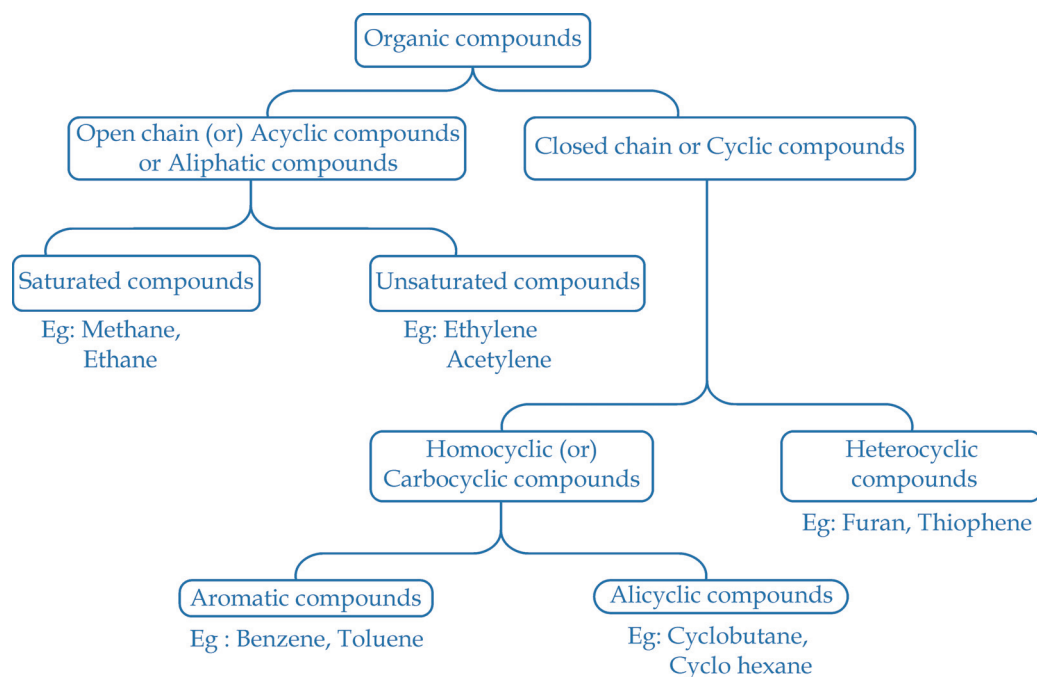 Organic compounds
Open chain (or) Acyclic compounds
or Aliphatic compounds
Closed chain or Cyclic compounds
Saturated compounds
Unsaturated compounds
Eg: Methane,
Ethane
Eg: Ethylene
Acetylene
Homocyclic (or)
Carbocyclic compounds
Heterocyclic
compounds
Eg: Furan, Thiophene
Aromatic compounds
Alicyclic compounds
Eg : Benzene, Toluene
Eg: Cyclobutane,
Cyclo hexane